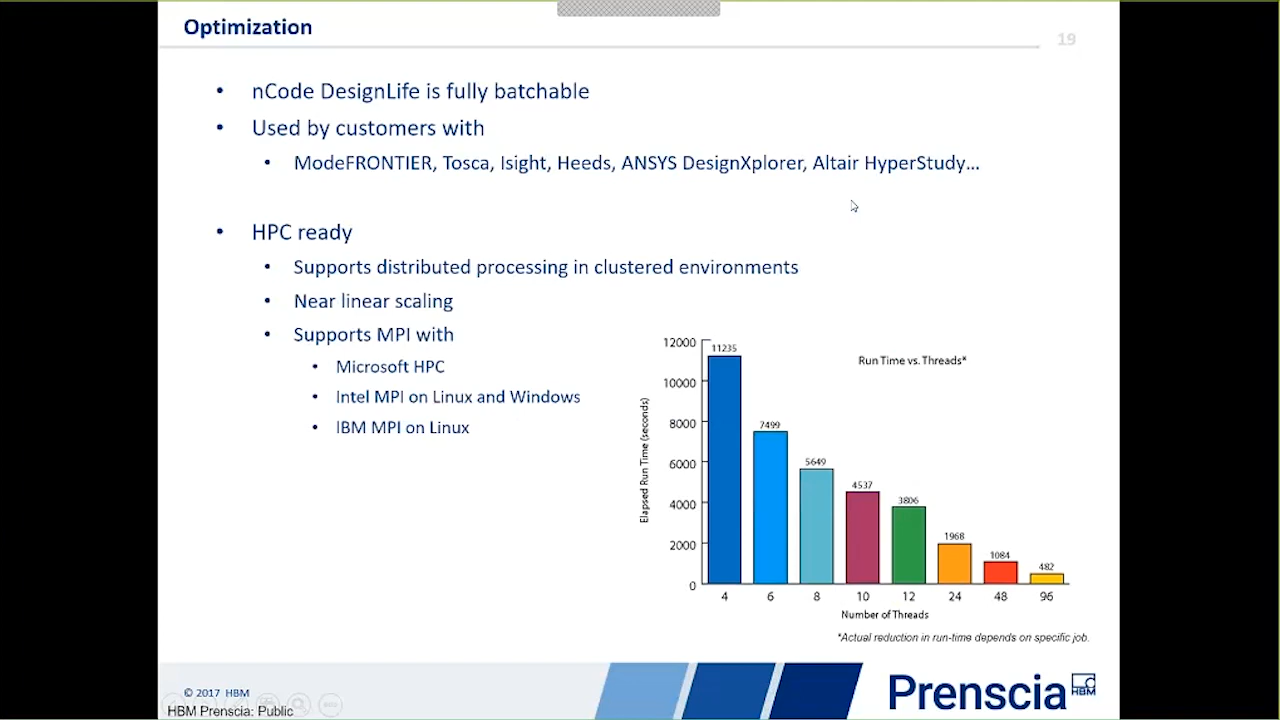 Optimization
19
• nCode DesignLife is fully batchable
• Used by customers with
• ModeFRONTIER, Tosca, Isight, Heeds, ANSYS DesignXplorer, Altair HyperStudy...
• HPC ready
• Supports distributed processing in clustered environments
• Near linear scaling
• Supports MPI with
• Microsoft HPC
• Intel MPI on Linux and Windows
• IBM MPI on Linux
Run Time vs. Threads*
Elapsed Run Time (seconds)
12000
10000
8000
6000
4000
2000
0
11235
7499
5649
4537
3806
1968
1084
482
4 6 8 10 12 24 48 96
Number of Threads
*Actual reduction in run-time depends on specific job.
© 2017 HBM
HBM Prenscia: Public
Prenscia
HBM